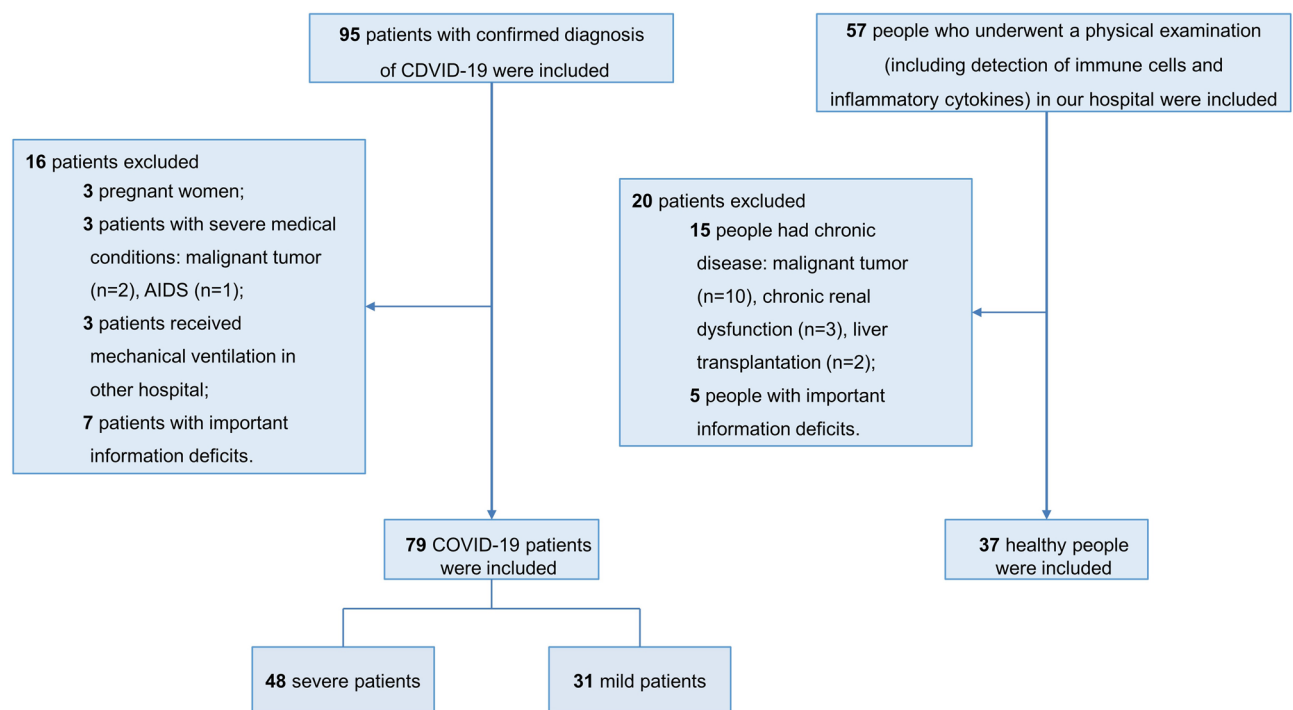 95 patients with confirmed diagnosis
of CDVID-19 were included
57 people who underwent a physical examination
(including detection of immune cells and
inflammatory cytokines) in our hospital were included
16 patients excluded
3 pregnant women;
3 patients with severe medical
conditions: malignant tumor
(n=2), AIDS (n=1);
3 patients received
mechanical ventilation in
other hospital;
7 patients with important
information deficits.
20 patients excluded
15 people had chronic
disease: malignant tumor
(n=10), chronic renal
dysfunction (n=3), liver
transplantation (n=2);
5 people with important
information deficits.
79 COVID-19 patients
were included
37 healthy people
were included
48 severe patients
31 mild patients